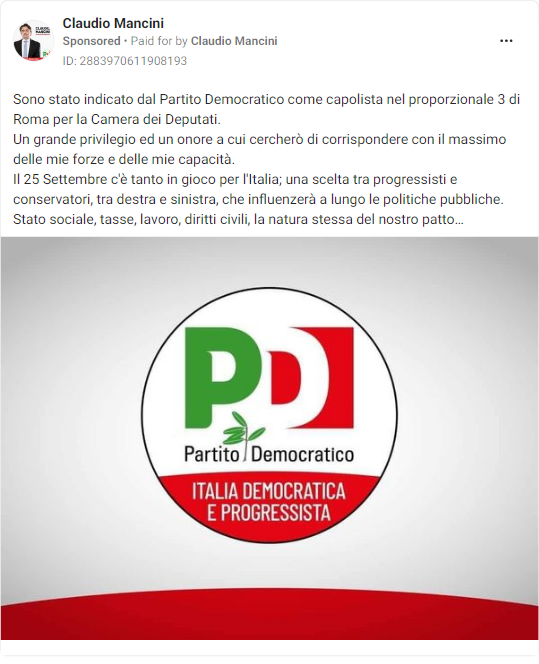 Claudio Mancini
Sponsored • Paid for by Claudio Mancini
ID: 2883970611908193
Sono stato indicato dal Partito Democratico come capolista nel proporzionale 3 di
Roma per la Camera dei Deputati.
Un grande privilegio ed un onore a cui cercherò di corrispondere con il massimo
delle mie forze e delle mie capacità.
Il 25 Settembre c'è tanto in gioco per l'Italia; una scelta tra progressisti e
conservatori, tra destra e sinistra, che influenzerà a lungo le politiche pubbliche.
Stato sociale, tasse, lavoro, diritti civili, la natura stessa del nostro patto...
PD
Partito Democratico
ITALIA DEMOCRATICA
E PROGRESSISTA